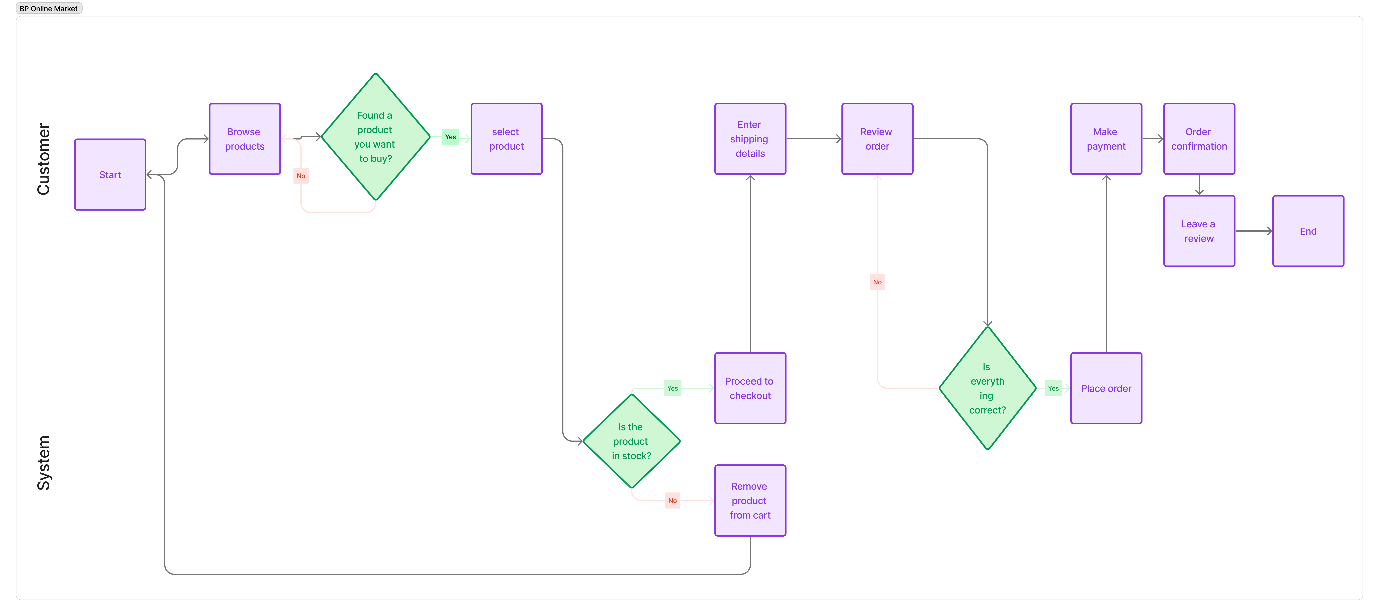 BP Online Market
Customer
Start
Browse
products
No
Found a
product
you want
to buy?
Yes
select
product
Enter
shipping
details
Review
order
Make
payment
Order
confirmation
Leave a
review
End
System
Is the
product
in stock?
Yes
Proceed to
checkout
No
Remove
product
from cart
No
Is
everyth
ing
correct?
Yes
Place order